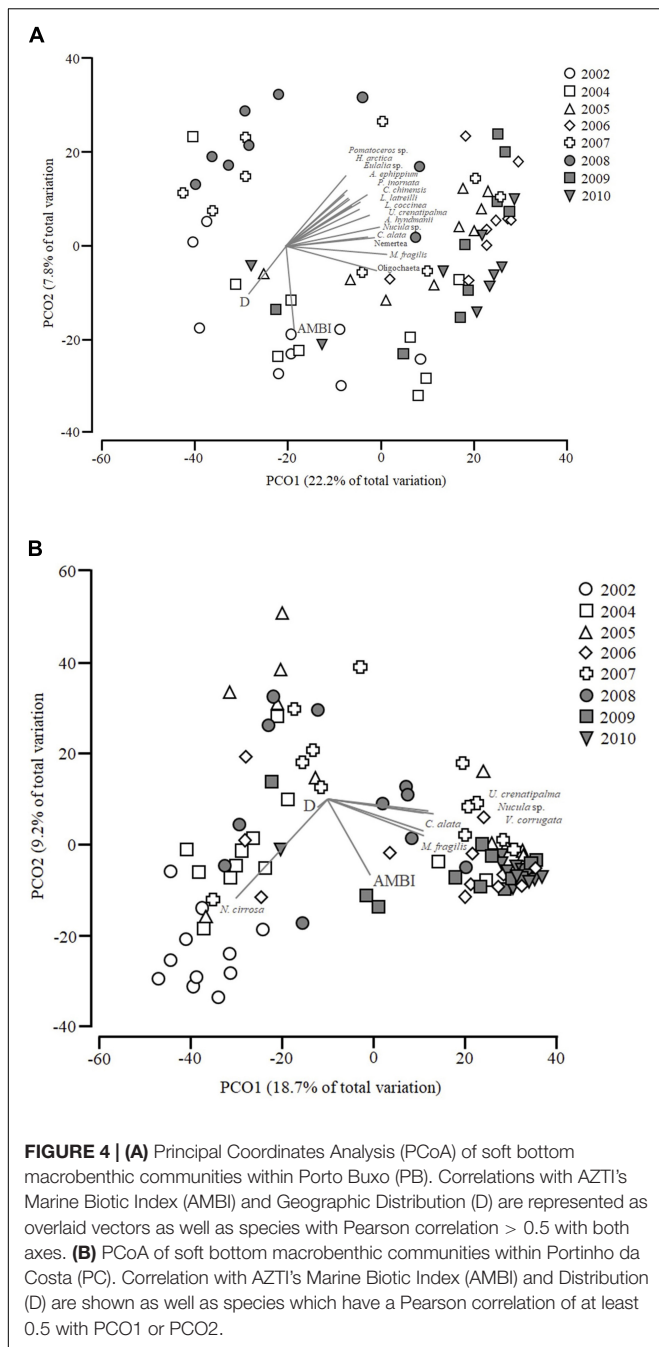 A
40
20
0
-20
-40
-60
-40
-20
0
20
40
PCO2 (7.8% of total variation)
PCO1 (22.2% of total variation)
2002
2004
2005
2006
2007
2008
2009
2010
Pomatoceros sp.
H. arctica
Eulalia sp.
A. ephippium
P. inornata
C. chinensis
L. latreilli
L. coccinea
U. crenatipalma
A. hyndmanii
Nucula sp.
C. alata
Nemertea
M. fragilis
Oligochaeta
D
AMBI
B
60
40
20
0
-20
-40
-60
-40
-20
0
20
40
PCO2 (9.2% of total variation)
PCO1 (18.7% of total variation)
2002
2004
2005
2006
2007
2008
2009
2010
U. crenatipalma
Nucula sp.
V. corrugata
C. alata
M. fragilis
D
AMBI
N. cirrosa
FIGURE 4 | (A) Principal Coordinates Analysis (PCoA) of soft bottom
macrobenthic communities within Porto Buxo (PB). Correlations with AZTI's
Marine Biotic Index (AMBI) and Geographic Distribution (D) are represented as
overlaid vectors as well as species with Pearson correlation > 0.5 with both
axes. (B) PCoA of soft bottom macrobenthic communities within Portinho da
Costa (PC). Correlation with AZTI's Marine Biotic Index (AMBI) and Distribution
(D) are shown as well as species which have a Pearson correlation of at least
0.5 with PCO1 or PCO2.